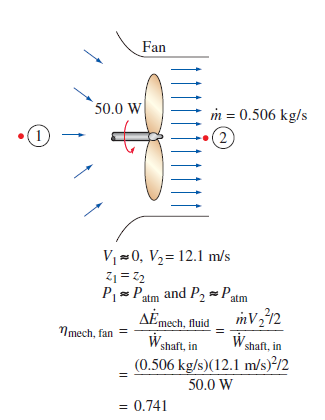 Fan
50.0 W
ṁ = 0.506 kg/s
1
2
V₁ ≈ 0, V₂ = 12.1 m/s
z₁ = z₂
P₁ ≈ Patm and P₂ ≈ Patm
ηmech, fan = ΔĖmech, fluid / Ẇshaft, in = ṁV₂²/2 / Ẇshaft, in
= (0.506 kg/s)(12.1 m/s)²/2 / 50.0 W
= 0.741